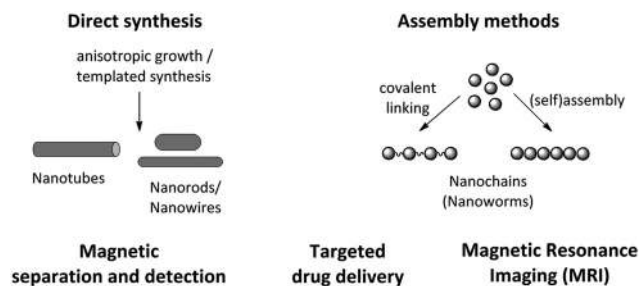 Direct synthesis
anisotropic growth /
templated synthesis
Nanotubes
Nanorods/
Nanowires
Assembly methods
covalent
linking
(self)assembly
Nanochains
(Nanoworms)
Magnetic
separation and detection
Targeted
drug delivery
Magnetic Resonance
Imaging (MRI)